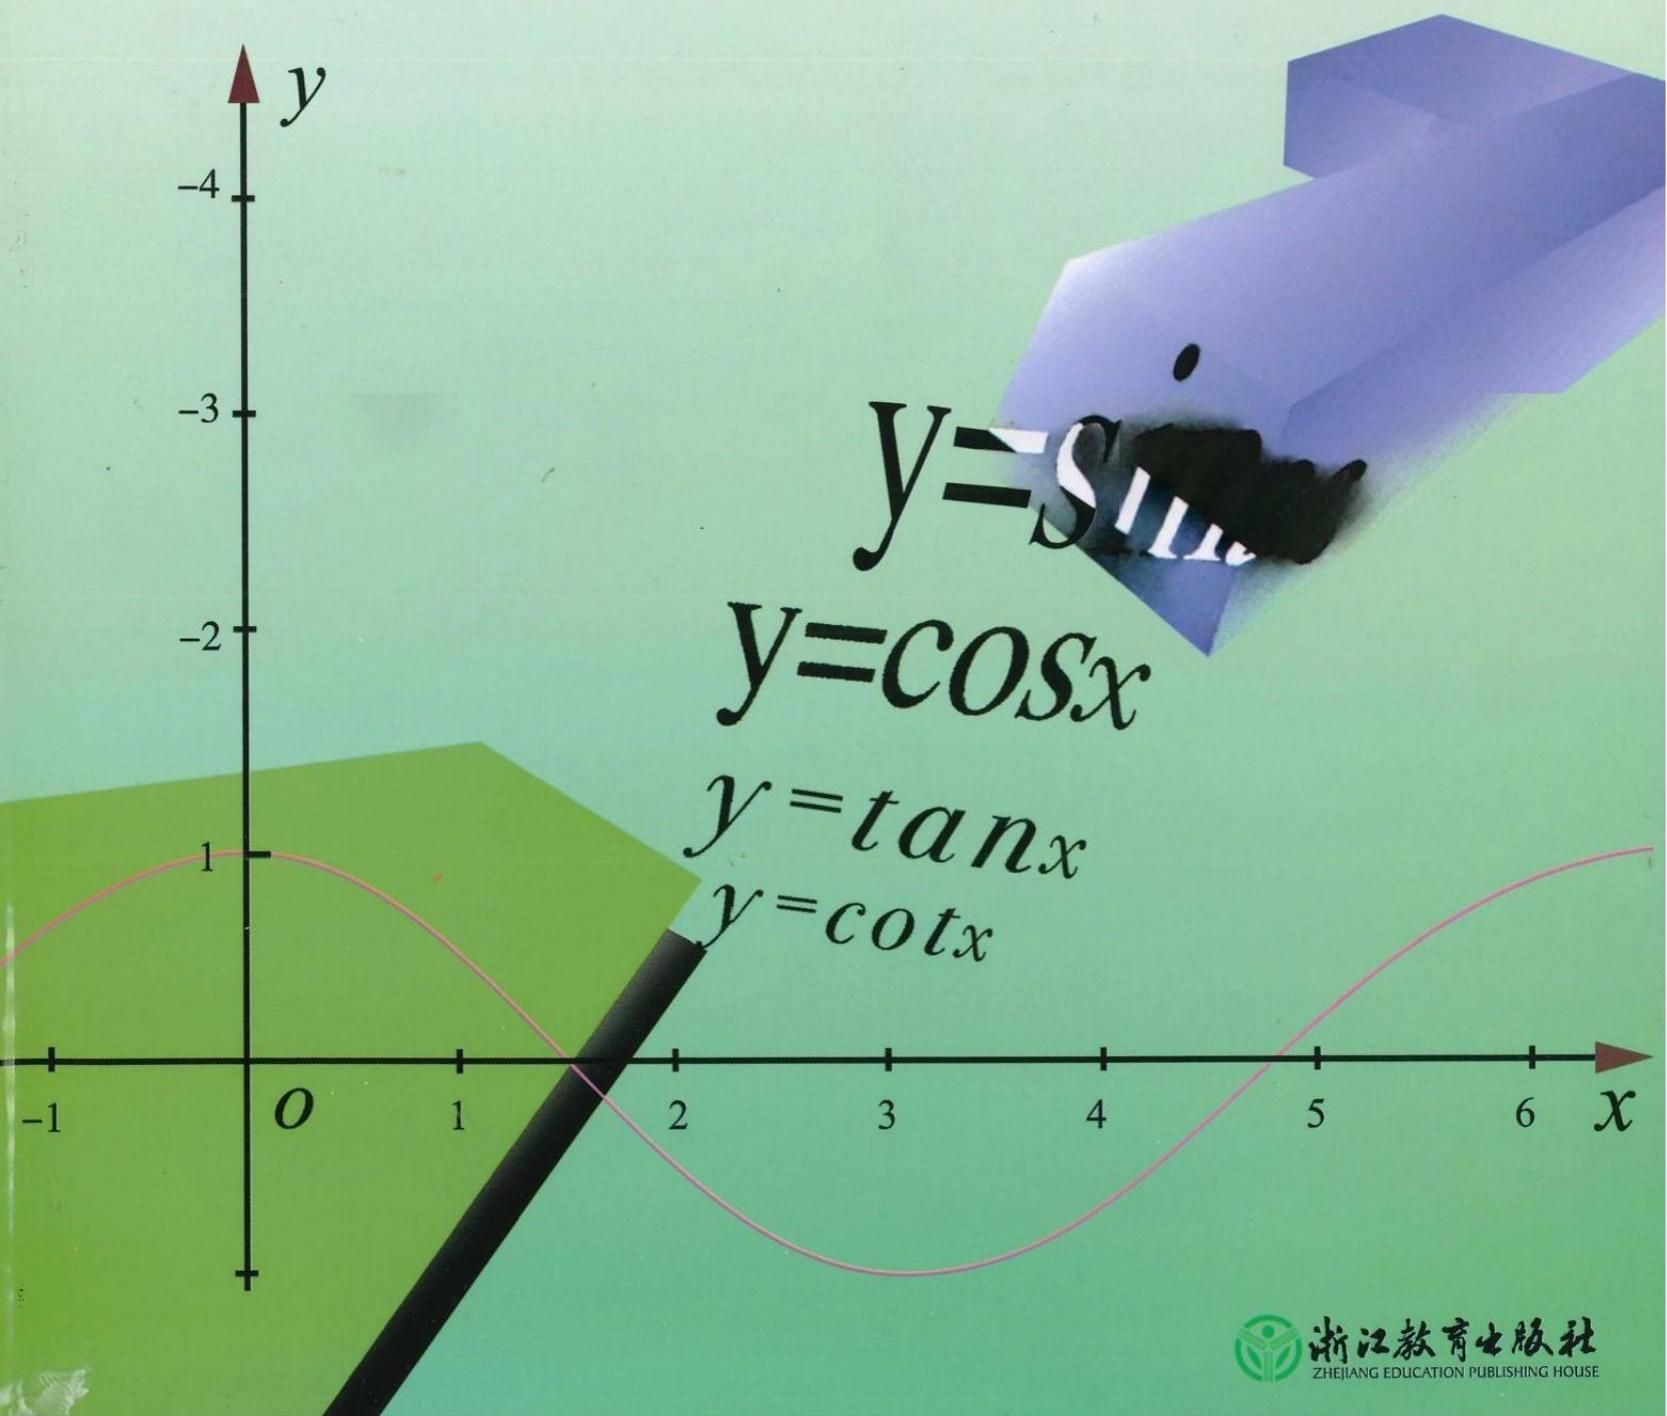 y
-4
-3
y=sin
-2
y=cosx
y=tanx
1
y=cotx
-1 O 1 2 3 4 5 6 x
浙江教育出版社
ZHEJIANG EDUCATION PUBLISHING HOUSE